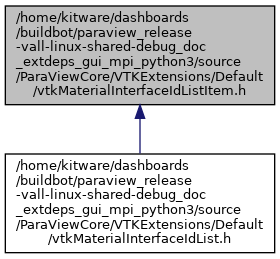 /home/kitware/dashboards
/buildbot/paraview_release
-vall-linux-shared-debug_doc
_extdeps_gui_mpi_python3/source
/ParaViewCore/VTKExtensions/Default
/vtkMaterialInterfaceIdListItem.h
/home/kitware/dashboards
/buildbot/paraview_release
-vall-linux-shared-debug_doc
_extdeps_gui_mpi_python3/source
/ParaViewCore/VTKExtensions/Default
/vtkMaterialInterfaceIdList.h